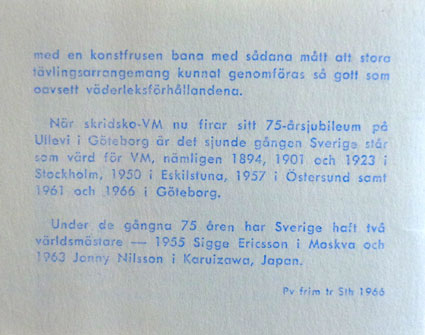 med en konstfrusen bana med sådana mått att stora
tävlingsarrangemang kunnat genomföras så gott som
oavsett väderleksförhållandena.
När skridsko-VM nu firar sitt 75-årsjubileum på
Ullevi i Göteborg är det sjunde gången Sverige står
som värd för VM, nämligen 1894, 1901 och 1923 i
Stockholm, 1950 i Eskilstuna, 1957 i Östersund samt
1961 och 1966 i Göteborg.
Under de gångna 75 åren har Sverige haft två
världsmästare — 1955 Sigge Ericsson i Moskva och
1963 Jonny Nilsson i Karuizawa, Japan.
Pv frim tr Sth 1966